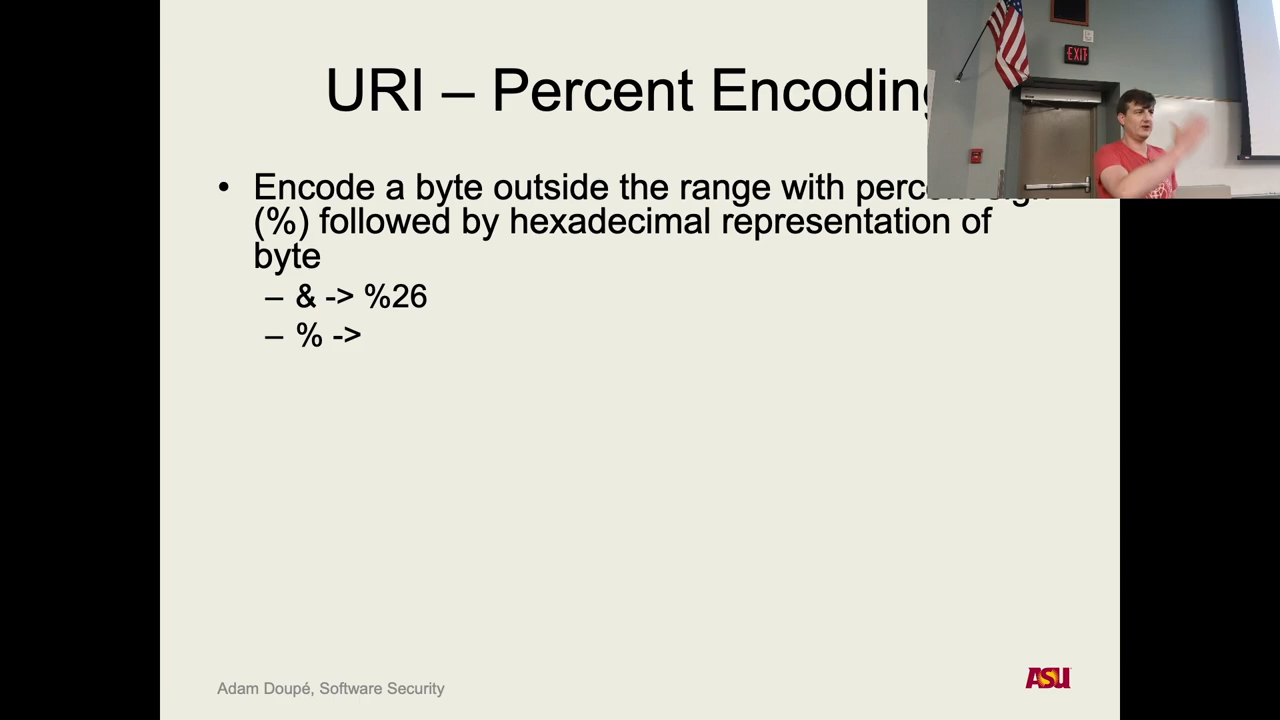 URI – Percent Encoding
EXIT
• Encode a byte outside the range with percent
(%) followed by hexadecimal representation of
byte
– & -> %26
– % ->
Adam Doupé, Software Security
ASU